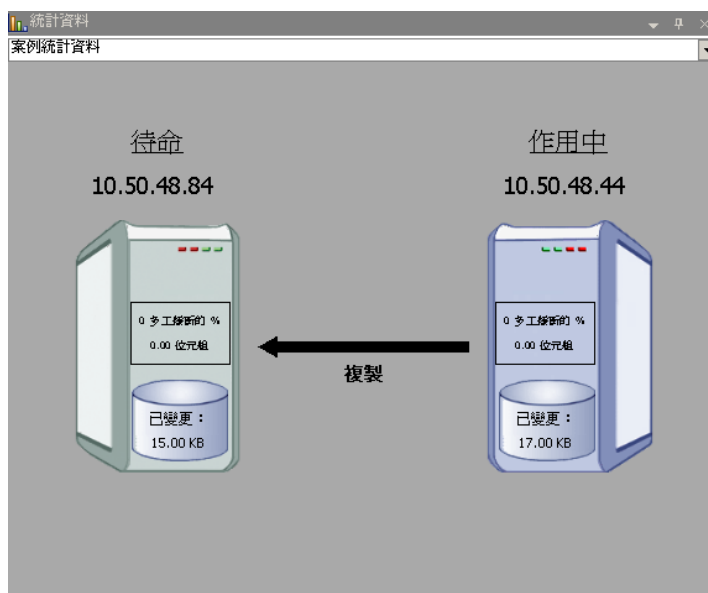 統計資料
案例統計資料
待命
10.50.48.84
作用中
10.50.48.44
0 多工緩衝的 %
0.00 位元組
0 多工緩衝的 %
0.00 位元組
複製
已變更：
15.00 KB
已變更：
17.00 KB